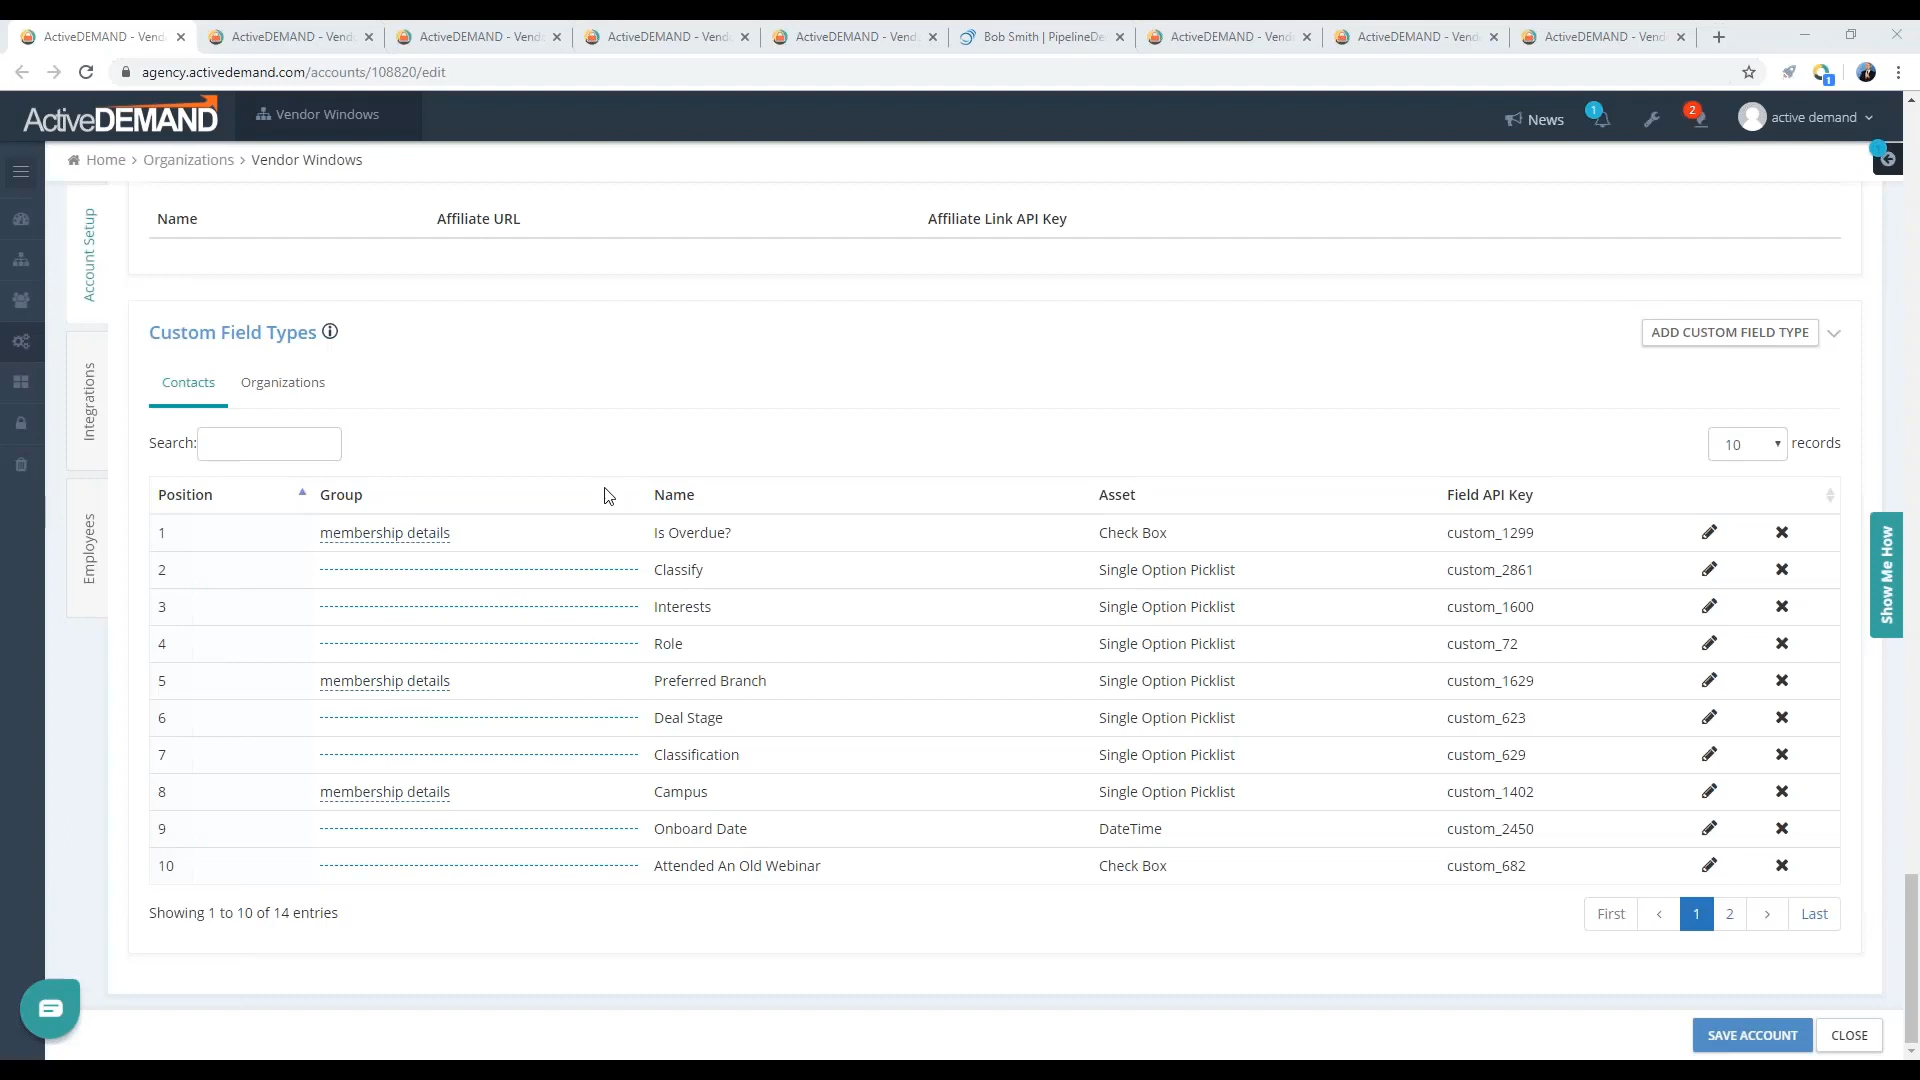 ActiveDEMAND - Vend
ActiveDEMAND - Vend
ActiveDEMAND - Vend
ActiveDEMAND - Vend
ActiveDEMAND - Vend
Bob Smith | PipelineDe
ActiveDEMAND - Vend
ActiveDEMAND - Vend
ActiveDEMAND - Vend
agency.activedemand.com/accounts/108820/edit
1
ActiveDEMAND
Vendor Windows
News
1
2
active demand
Home > Organizations > Vendor Windows
Account Setup
Integrations
Employees
Name Affiliate URL Affiliate Link API Key
Custom Field Types
ADD CUSTOM FIELD TYPE
Contacts Organizations
Search:
10 records
Position Group Name Asset Field API Key
1 membership details Is Overdue? Check Box custom_1299
2 Classify Single Option Picklist custom_2861
3 Interests Single Option Picklist custom_1600
4 Role Single Option Picklist custom_72
5 membership details Preferred Branch Single Option Picklist custom_1629
6 Deal Stage Single Option Picklist custom_623
7 Classification Single Option Picklist custom_629
8 membership details Campus Single Option Picklist custom_1402
9 Onboard Date DateTime custom_2450
10 Attended An Old Webinar Check Box custom_682
Showing 1 to 10 of 14 entries
First ‹ 1 2 › Last
Show Me How
SAVE ACCOUNT CLOSE